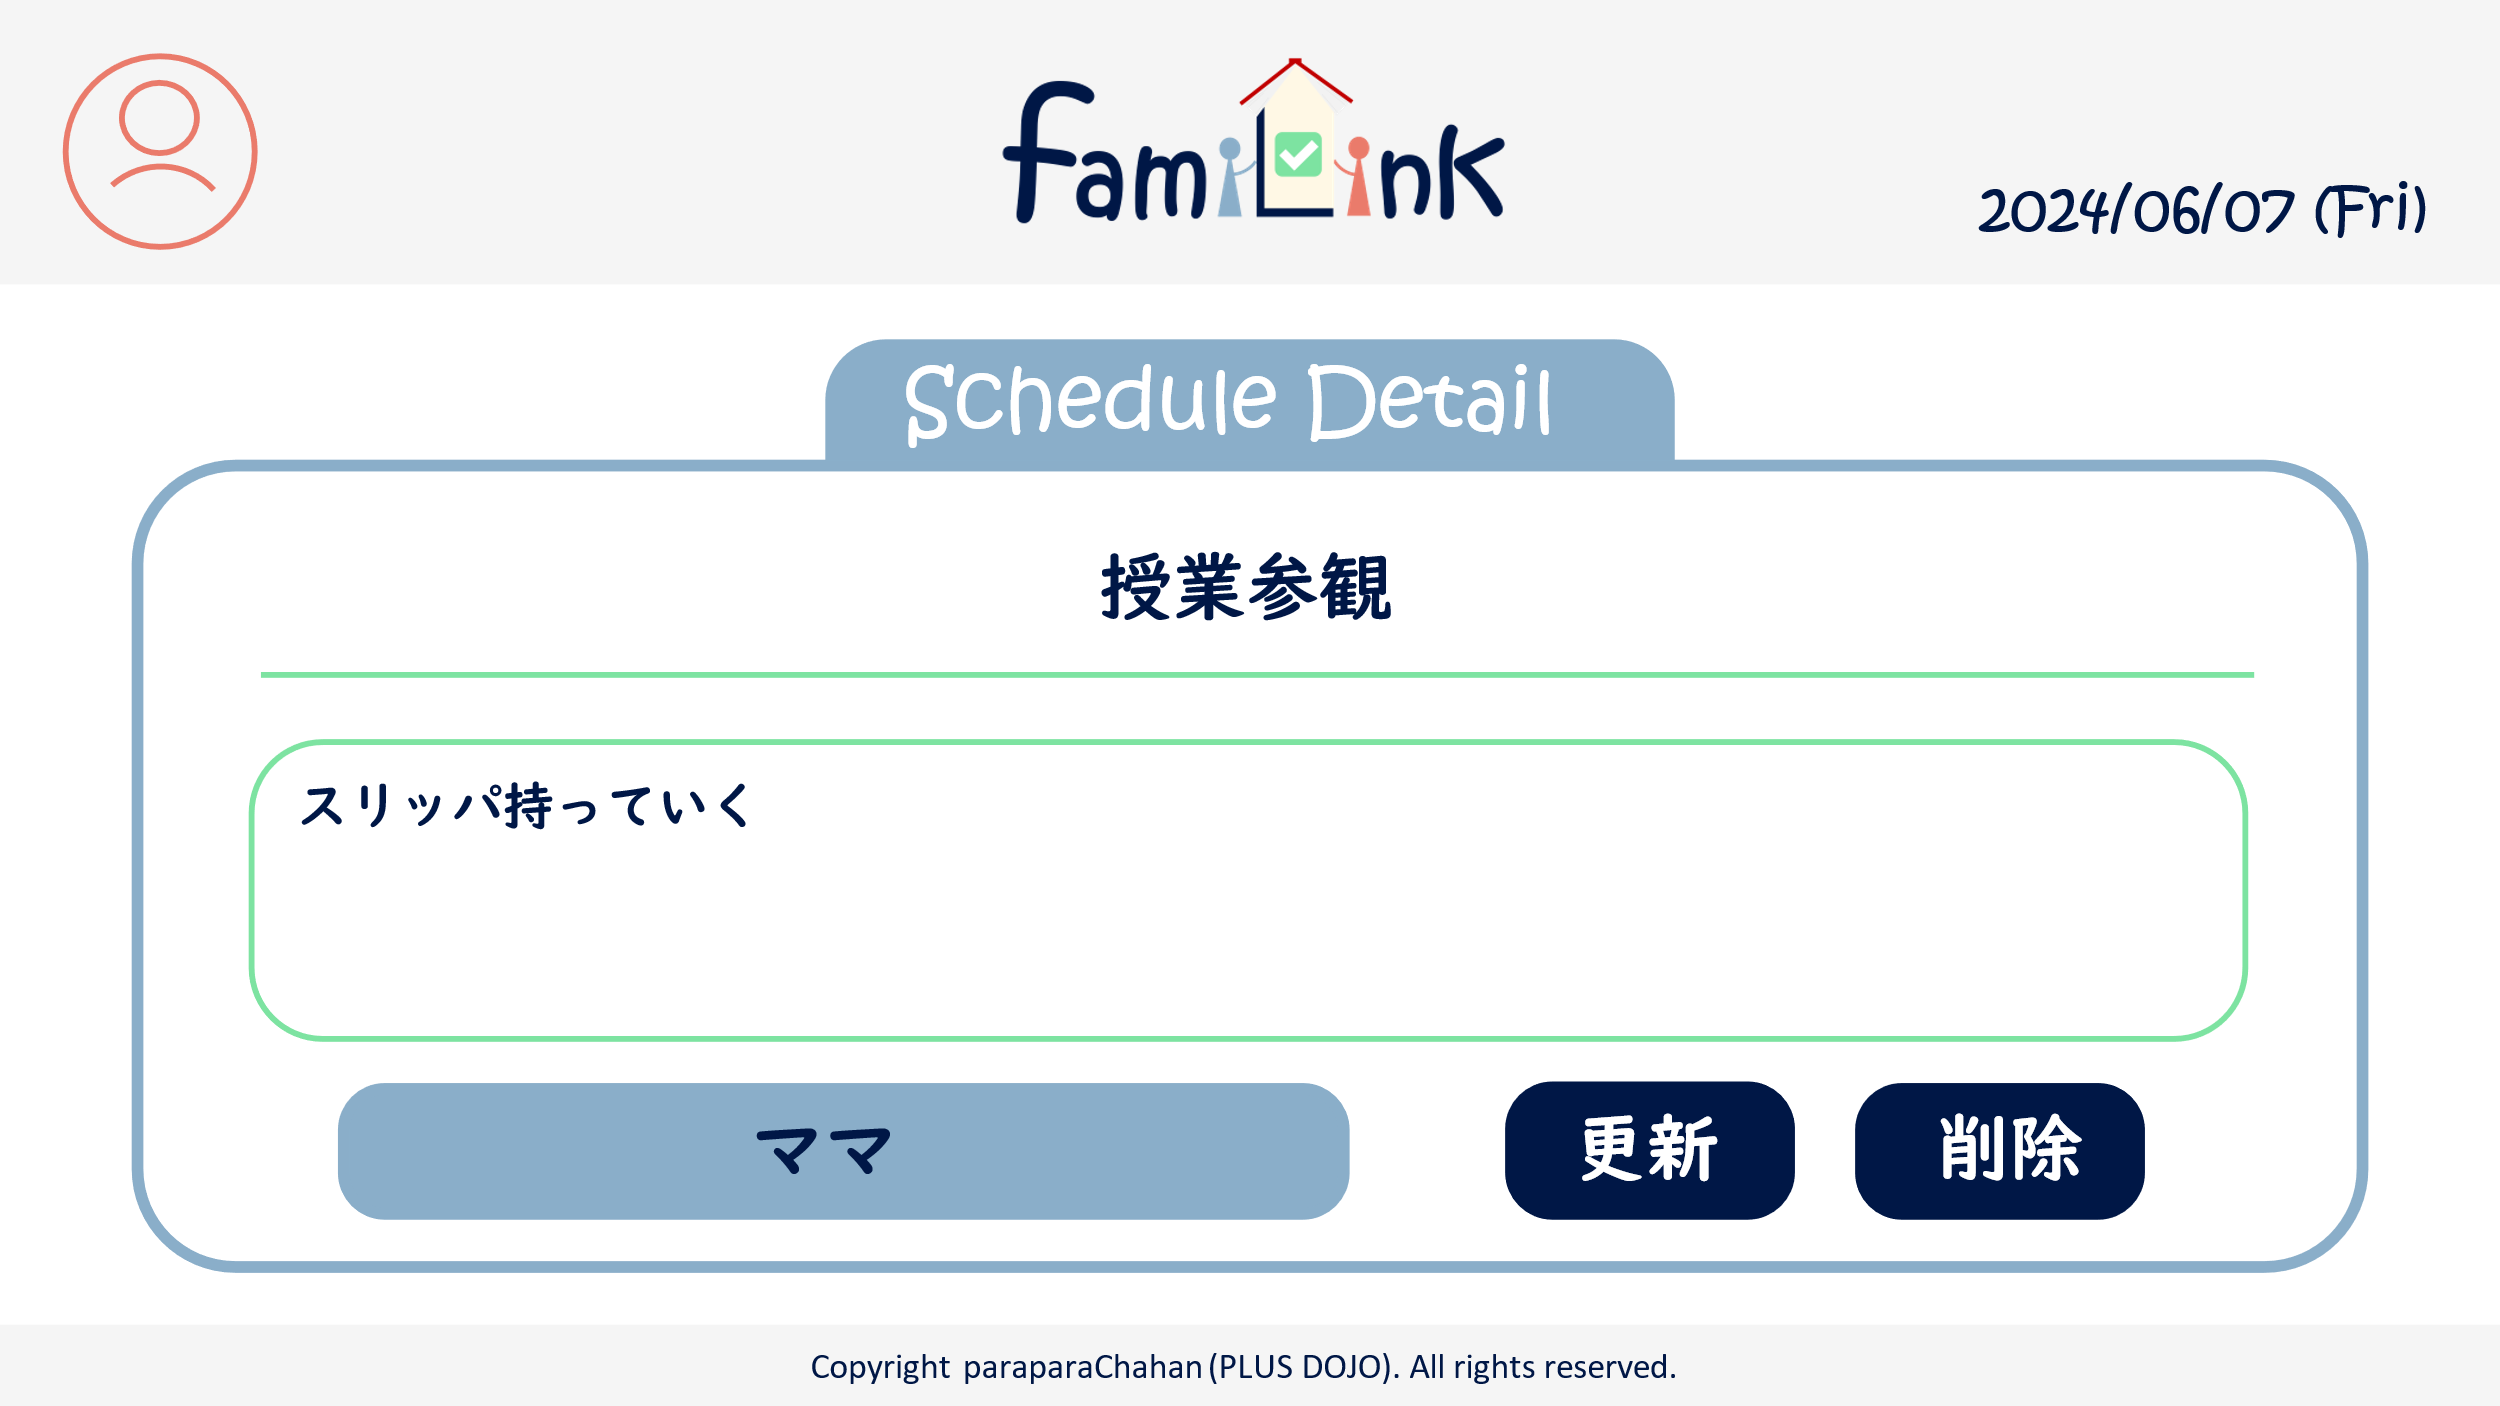 FamiLink
2024/06/07 (Fri)
Schedule Detail
授業参観
スリッパ持っていく
ママ
更新
削除
Copyright paraparaChahan (PLUS DOJO). All rights reserved.